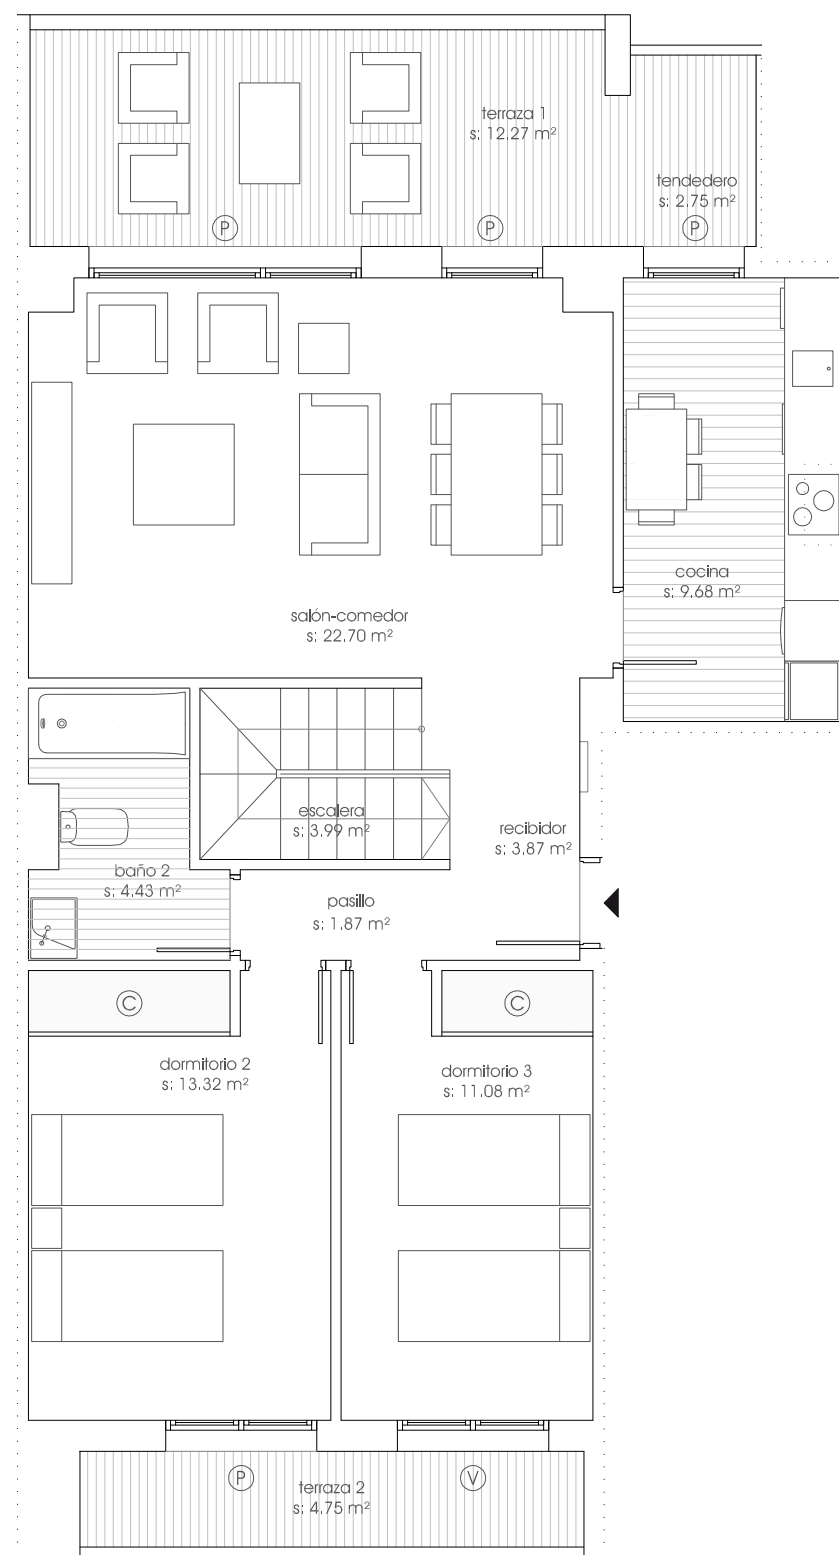 terraza 1
s: 12.27 m²
tendedero
s: 2.75 m²
P
P
P
cocina
s: 9.68 m²
salón-comedor
s: 22.70 m²
escalera
s: 3.99 m²
recibidor
s: 3.87 m²
baño 2
s: 4.43 m²
pasillo
s: 1.87 m²
C
C
dormitorio 2
s: 13.32 m²
dormitorio 3
s: 11.08 m²
P
V
terraza 2
s: 4.75 m²